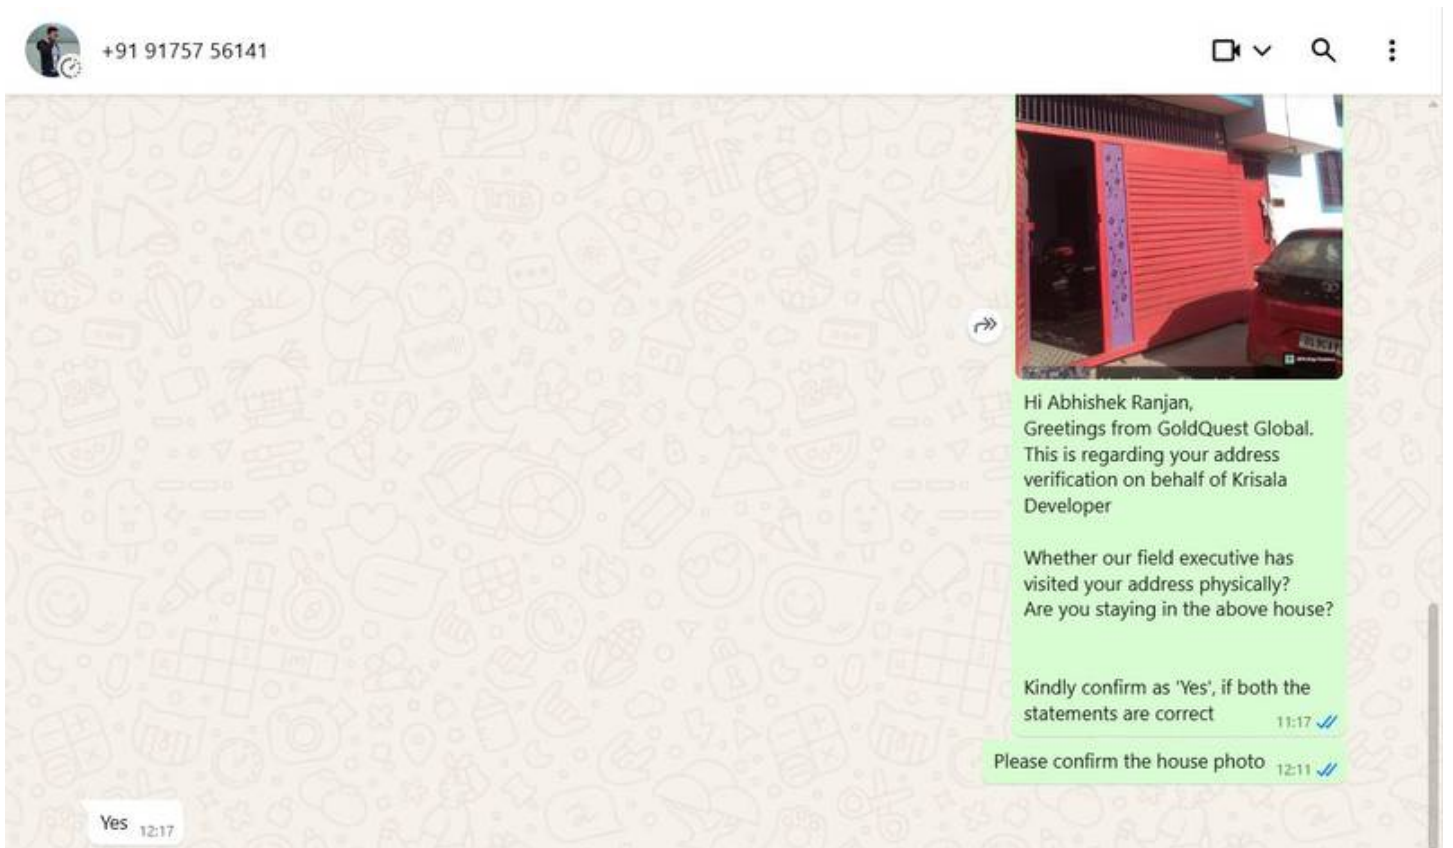 +91 91757 56141
Hi Abhishek Ranjan,
Greetings from GoldQuest Global.
This is regarding your address
verification on behalf of Krisala
Developer
Whether our field executive has
visited your address physically?
Are you staying in the above house?
Kindly confirm as 'Yes', if both the
statements are correct
11:17
Please confirm the house photo 12:11
Yes 12:17